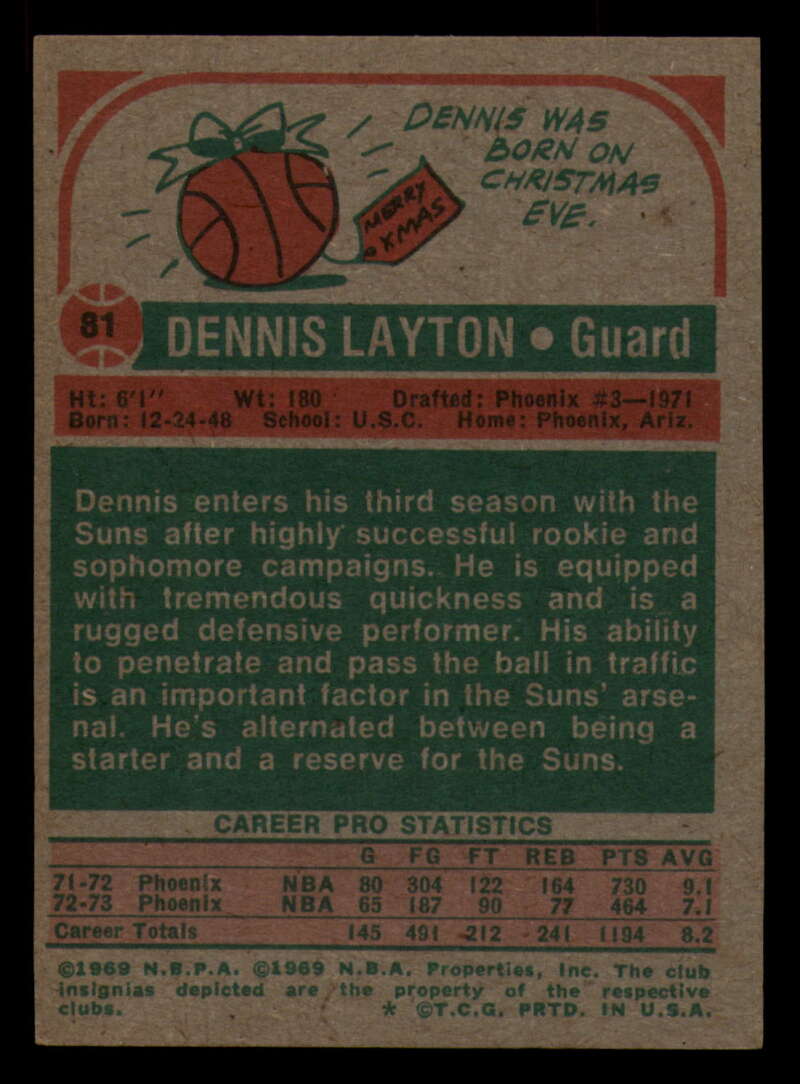 DENNIS WAS
BORN ON
CHRISTMAS
EVE.
MERRY
XMAS
81
DENNIS LAYTON • Guard
Ht: 6'1" Wt: 180 Drafted: Phoenix #3—1971
Born: 12-24-48 School: U.S.C. Home: Phoenix, Ariz.
Dennis enters his third season with the
Suns after highly successful rookie and
sophomore campaigns. He is equipped
with tremendous quickness and is a
rugged defensive performer. His ability
to penetrate and pass the ball in traffic
is an important factor in the Suns' arse-
nal. He's alternated between being a
starter and a reserve for the Suns.
CAREER PRO STATISTICS
G FG FT REB PTS AVG
71-72 Phoenix NBA 80 304 122 164 730 9.1
72-73 Phoenix NBA 65 187 90 77 464 7.1
Career Totals 145 491 212 241 1194 8.2
©1969 N.B.P.A. ©1969 N.B.A. Properties, Inc. The club
insignias depicted are the property of the respective
clubs. * ©T.C.G. PRTD. IN U.S.A.